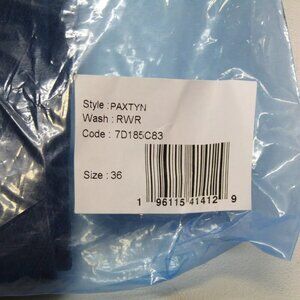 Style : PAXTYN
Wash : RWR
Code : 7D185C83
Size : 36
1 96115 41412 9